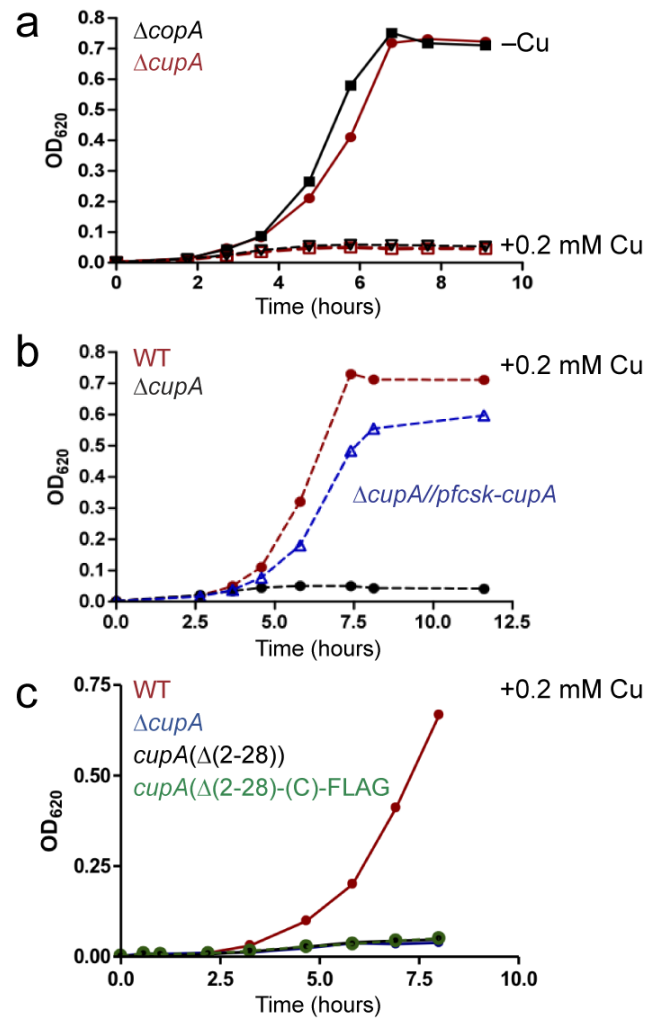 a
ΔcopA
ΔcupA
–Cu
+0.2 mM Cu
OD620
0.8
0.7
0.6
0.5
0.4
0.3
0.2
0.1
0.0
0 2 4 6 8 10
Time (hours)
b
WT
ΔcupA
+0.2 mM Cu
ΔcupA//pfcsk-cupA
OD620
0.8
0.7
0.6
0.5
0.4
0.3
0.2
0.1
0.0
0.0 2.5 5.0 7.5 10.0 12.5
Time (hours)
c
WT
ΔcupA
cupA(Δ(2-28))
cupA(Δ(2-28)-(C)-FLAG
+0.2 mM Cu
OD620
0.75
0.50
0.25
0.00
0.0 2.5 5.0 7.5 10.0
Time (hours)